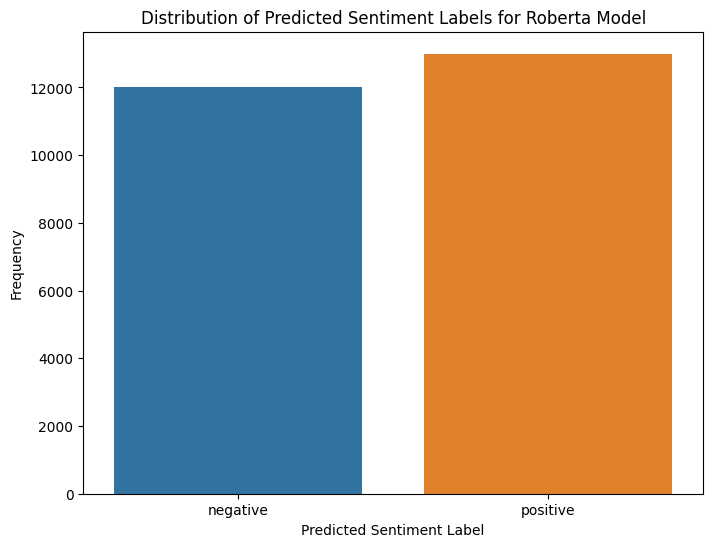 Distribution of Predicted Sentiment Labels for Roberta Model
12000
10000
8000
6000
4000
2000
0
Frequency
negative
positive
Predicted Sentiment Label